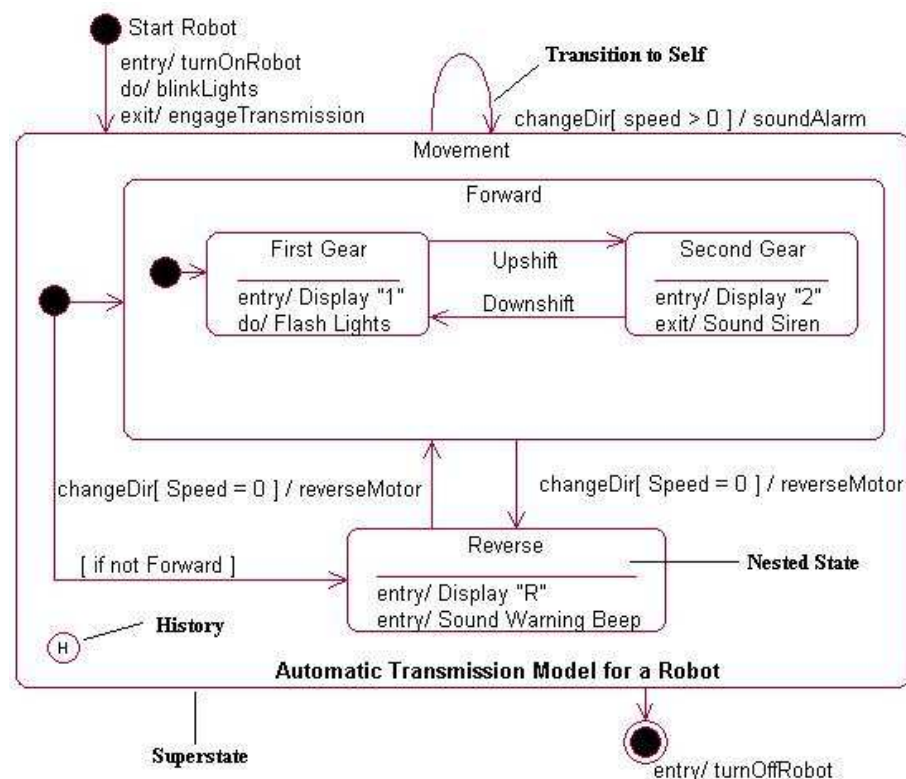 Start Robot
entry/ turnOnRobot
do/ blinkLights
exit/ engageTransmission
Transition to Self
changeDir[ speed > 0 ] / soundAlarm
Movement
Forward
First Gear
entry/ Display "1"
do/ Flash Lights
Upshift
Downshift
Second Gear
entry/ Display "2"
exit/ Sound Siren
changeDir[ Speed = 0 ] / reverseMotor
changeDir[ Speed = 0 ] / reverseMotor
[ if not Forward ]
Reverse
entry/ Display "R"
entry/ Sound Warning Beep
Nested State
History
H
Automatic Transmission Model for a Robot
Superstate
entry/ turnOffRobot